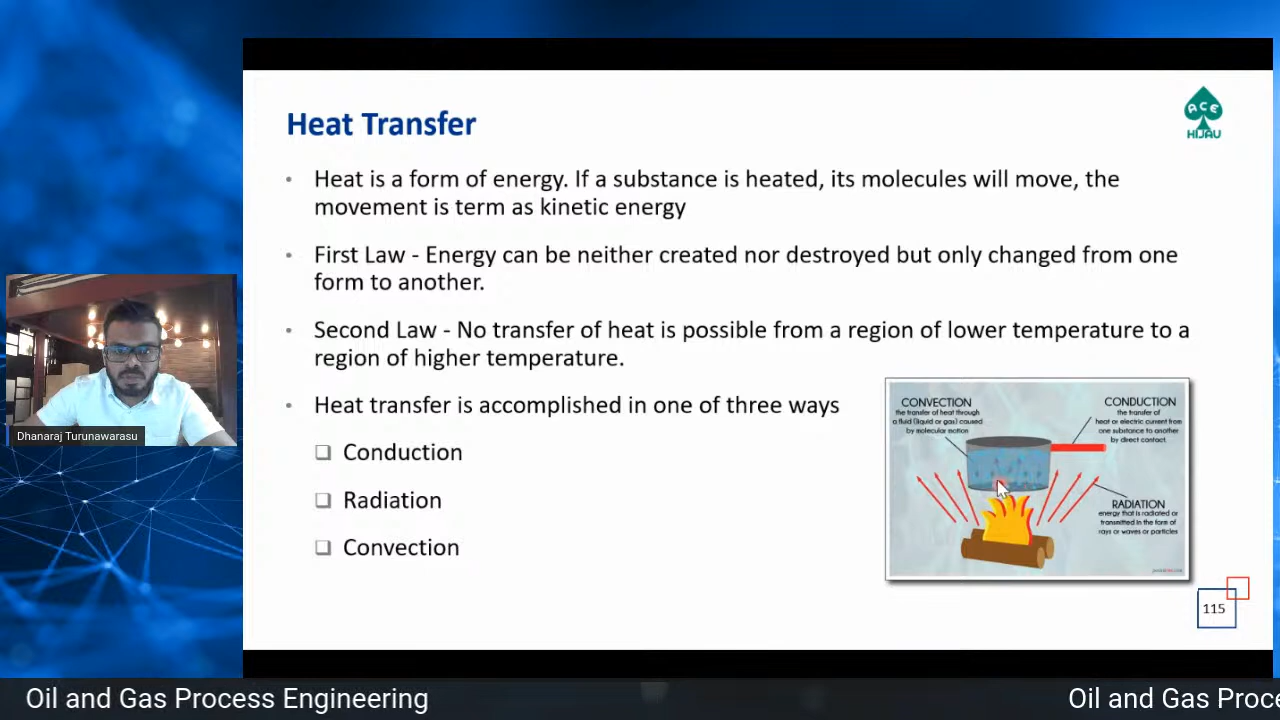 Heat Transfer
ACE
HIJAU
• Heat is a form of energy. If a substance is heated, its molecules will move, the
movement is term as kinetic energy
• First Law - Energy can be neither created nor destroyed but only changed from one
form to another.
• Second Law - No transfer of heat is possible from a region of lower temperature to a
region of higher temperature.
• Heat transfer is accomplished in one of three ways
❑ Conduction
❑ Radiation
❑ Convection
CONVECTION
the transfer of heat through
a fluid (liquid or gas) caused
by molecular motion
CONDUCTION
the transfer of
heat or electric current from
one substance to another
by direct contact.
RADIATION
energy that is radiated or
transmitted in the form of
rays or waves or particles
115
Dhanaraj Turunawarasu
Oil and Gas Process Engineering
Oil and Gas Proce